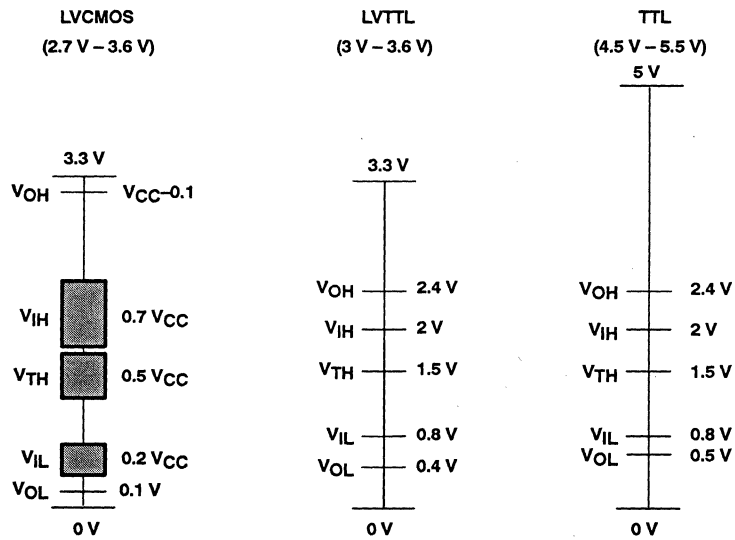 LVCMOS
(2.7 V – 3.6 V)
3.3 V
VOH VCC–0.1
VIH 0.7 VCC
VTH 0.5 VCC
VIL 0.2 VCC
VOL 0.1 V
0 V
LVTTL
(3 V – 3.6 V)
3.3 V
VOH 2.4 V
VIH 2 V
VTH 1.5 V
VIL 0.8 V
VOL 0.4 V
0 V
TTL
(4.5 V – 5.5 V)
5 V
VOH 2.4 V
VIH 2 V
VTH 1.5 V
VIL 0.8 V
VOL 0.5 V
0 V